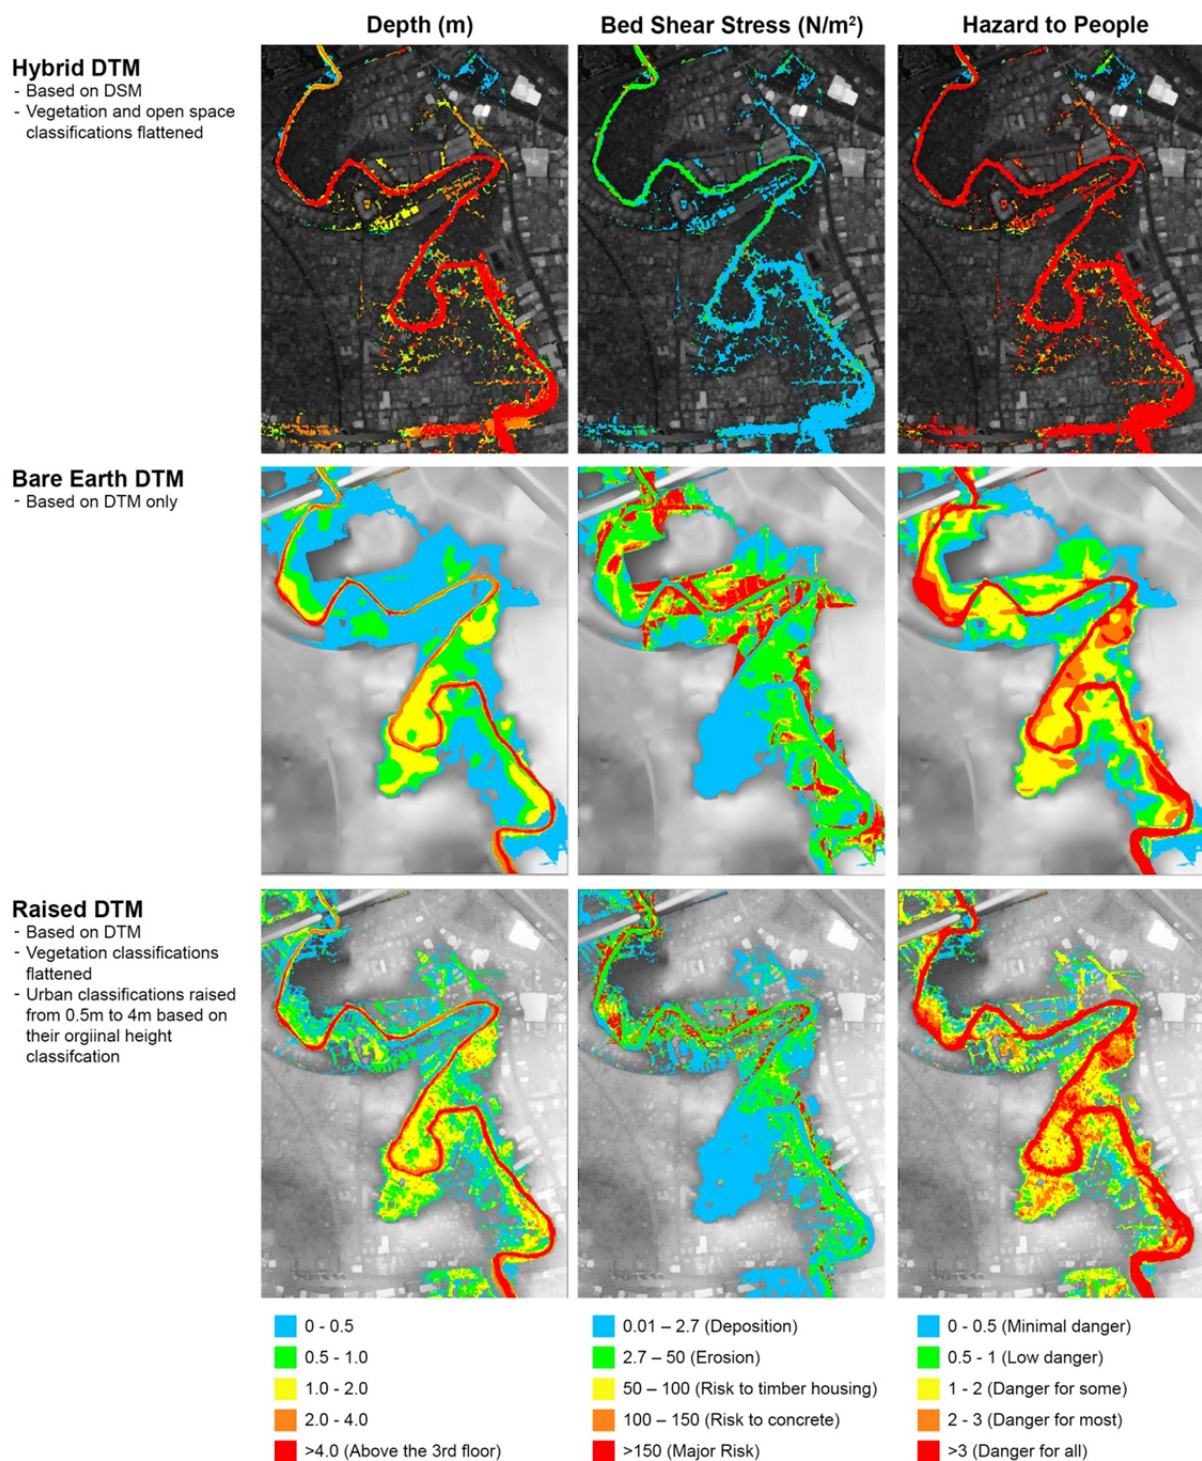 Depth (m)
Bed Shear Stress (N/m²)
Hazard to People
Hybrid DTM
- Based on DSM
- Vegetation and open space
classifications flattened
Bare Earth DTM
- Based on DTM only
Raised DTM
- Based on DTM
- Vegetation classifications
flattened
- Urban classifications raised
from 0.5m to 4m based on
their orgiinal height
classifcation
0 - 0.5
0.5 - 1.0
1.0 - 2.0
2.0 - 4.0
>4.0 (Above the 3rd floor)
0.01 – 2.7 (Deposition)
2.7 – 50 (Erosion)
50 – 100 (Risk to timber housing)
100 – 150 (Risk to concrete)
>150 (Major Risk)
0 - 0.5 (Minimal danger)
0.5 - 1 (Low danger)
1 - 2 (Danger for some)
2 - 3 (Danger for most)
>3 (Danger for all)